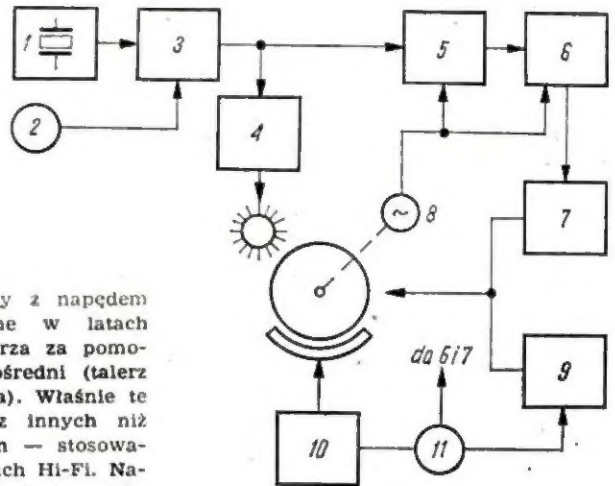 1
3
5
6
2
4
8
7
y z napędem
ne w latach
rza za pomo-
ośredni (talerz
a). Właśnie te
z innych niż
n — stosowa-
ch Hi-Fi. Na-
do 6 i 7
9
10
11